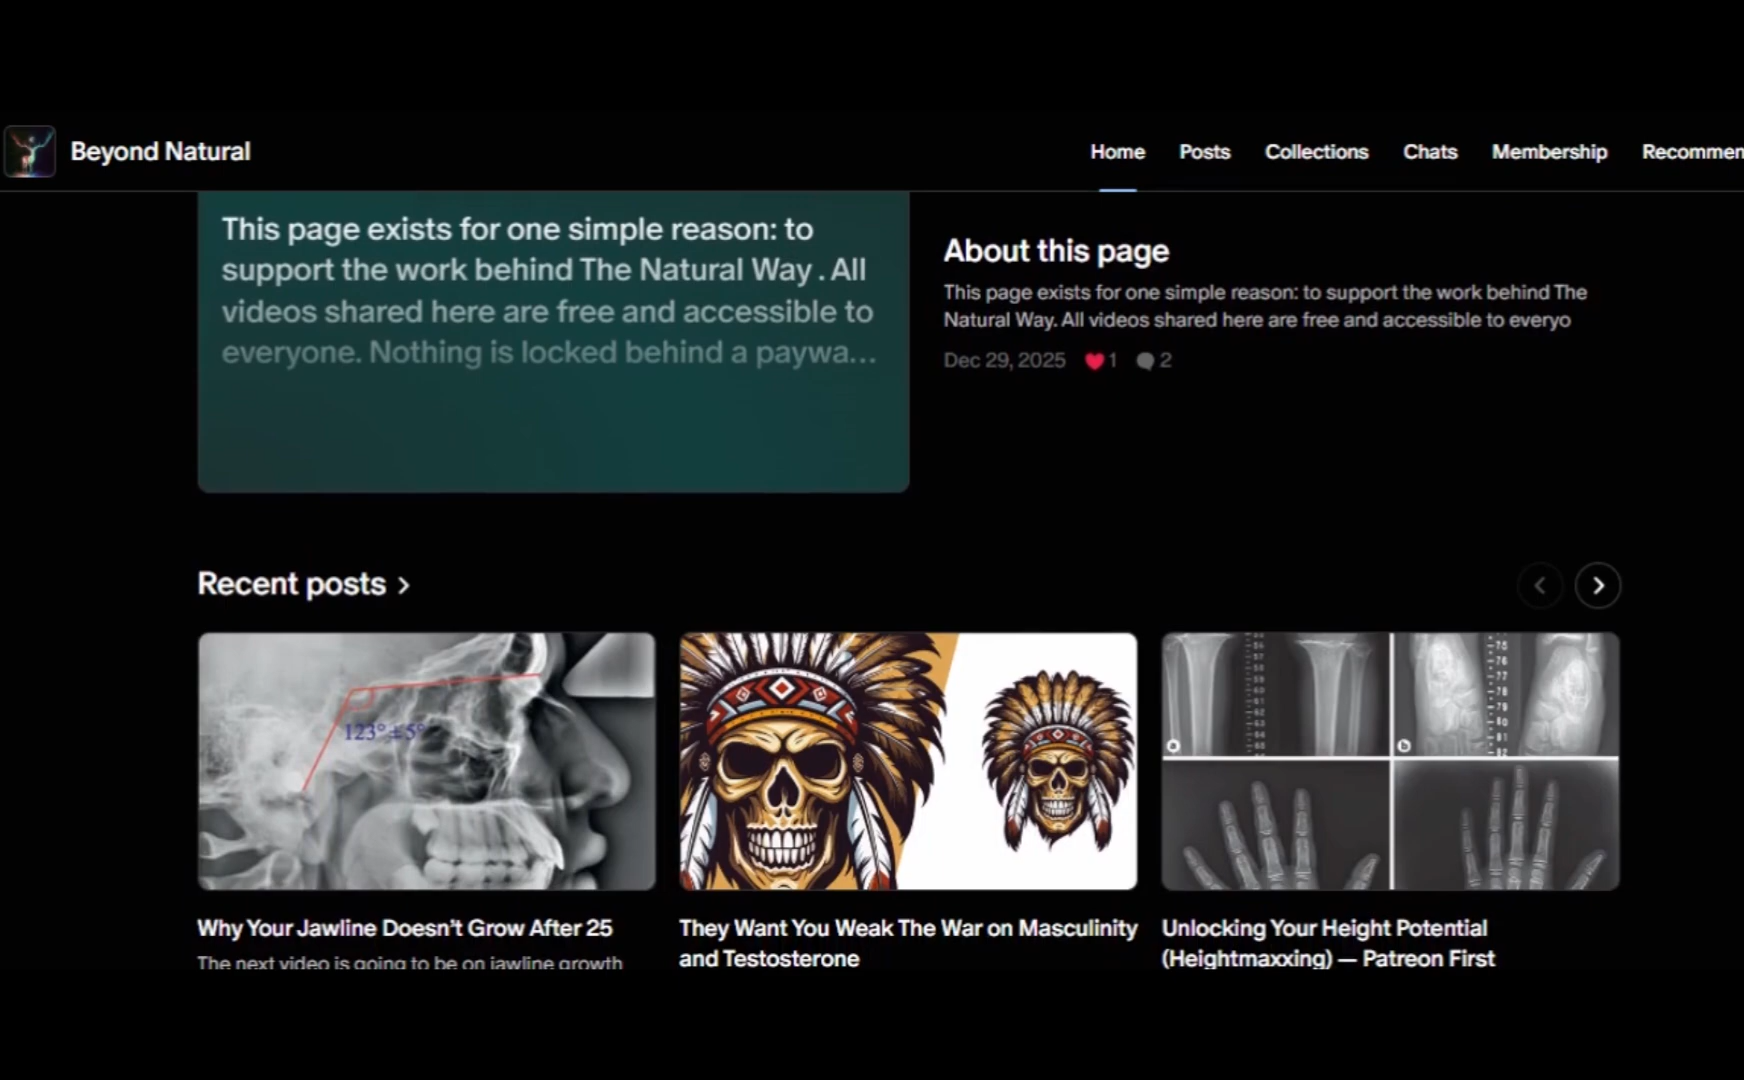 Beyond Natural
Home Posts Collections Chats Membership Recommen
This page exists for one simple reason: to
support the work behind The Natural Way . All
videos shared here are free and accessible to
everyone. Nothing is locked behind a paywa...
About this page
This page exists for one simple reason: to support the work behind The
Natural Way. All videos shared here are free and accessible to everyo
Dec 29, 2025 1 2
Recent posts
123°±5°
Why Your Jawline Doesn't Grow After 25
The next video is going to be on jawline growth
They Want You Weak The War on Masculinity
and Testosterone
Unlocking Your Height Potential
(Heightmaxxing) — Patreon First